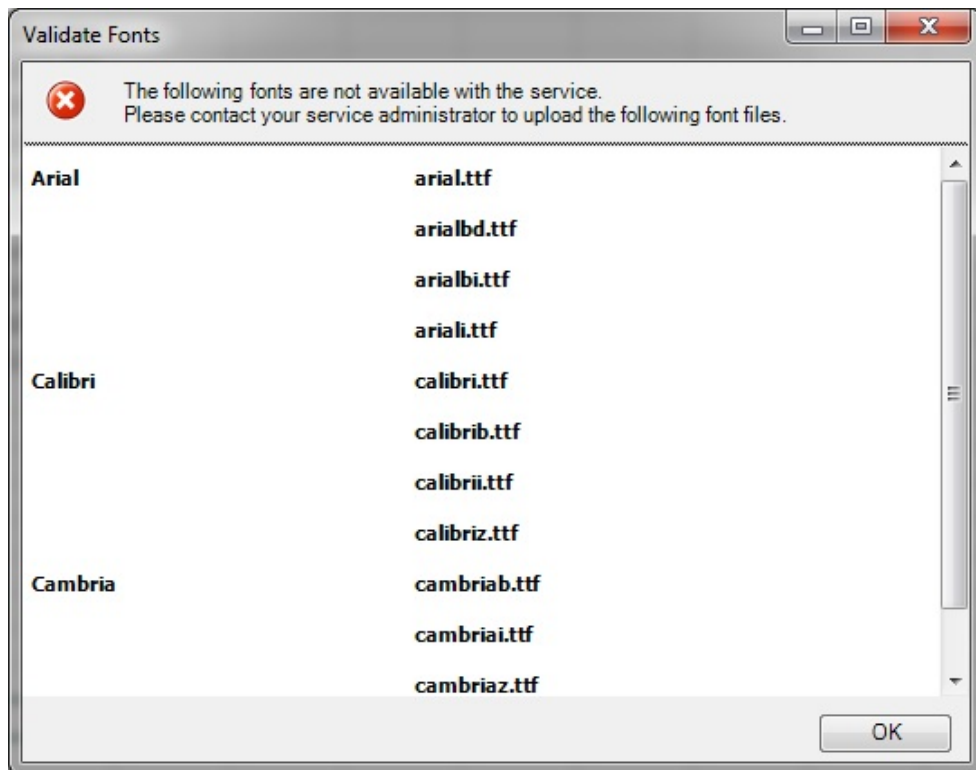 Validate Fonts
The following fonts are not available with the service.
Please contact your service administrator to upload the following font files.
Arial arial.ttf
arialbd.ttf
arialbi.ttf
ariali.ttf
Calibri calibri.ttf
calibrib.ttf
calibrii.ttf
calibriz.ttf
Cambria cambriab.ttf
cambriai.ttf
cambriaz.ttf
OK